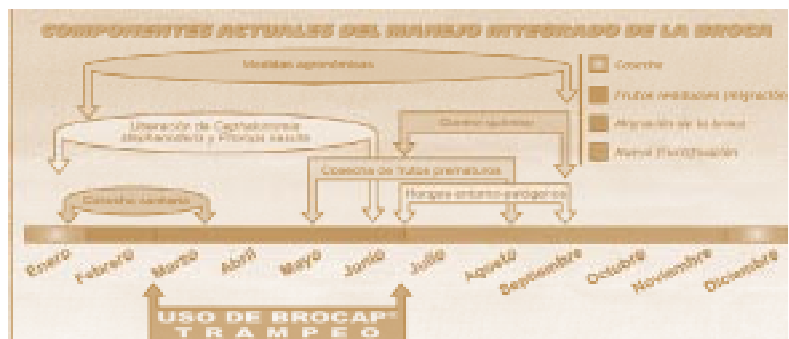 COMPONENTES ACTUALES DEL MANEJO INTEGRADO DE LA BROCA
Medidas agronómicas
Cosecha
Frutos residuales (migración)
Migración de la broca
Nueva fructificación
Liberación de Cephalonomia
stephanoderis y Prorops nasuta
Control químico
Cosecha de frutos prematuros
Hongos entomo-patógenos
Cosecha sanitaria
Enero
Febrero
Marzo
Abril
Mayo
Junio
Julio
Agosto
Septiembre
Octubre
Noviembre
Diciembre
USO DE BROCAP®
TRAMPEO